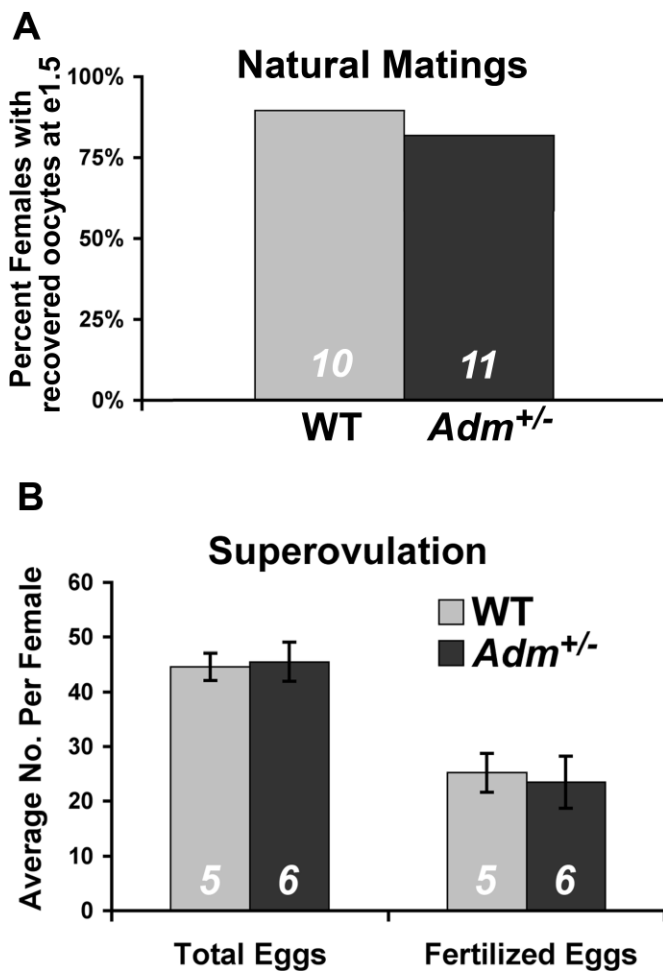 A
Natural Matings
Percent Females with
recovered oocytes at e1.5
100%
75%
50%
25%
0%
10
11
WT
Adm+/-
B
Superovulation
Average No. Per Female
60
50
40
30
20
10
0
WT
Adm+/-
5
6
5
6
Total Eggs
Fertilized Eggs